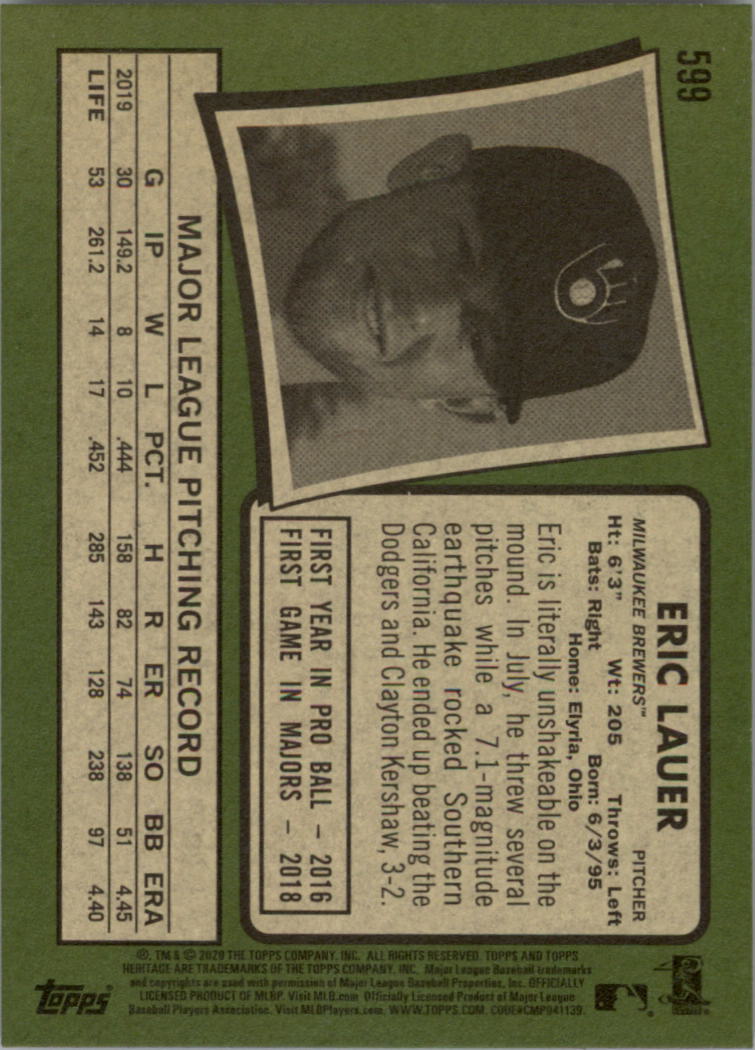 599
ERIC LAUER
MILWAUKEE BREWERS™ PITCHER
Ht: 6'3" Wt: 205 Throws: Left
Bats: Right Born: 6/3/95
Home: Elyria, Ohio
Eric is literally unshakeable on the
mound. In July, he threw several
pitches while a 7.1-magnitude
earthquake rocked Southern
California. He ended up beating the
Dodgers and Clayton Kershaw, 3-2.
FIRST YEAR IN PRO BALL – 2016
FIRST GAME IN MAJORS – 2018
MAJOR LEAGUE PITCHING RECORD
G IP W L PCT. H R ER SO BB ERA
2019 30 149.2 8 10 .444 158 82 74 138 51 4.45
LIFE 53 261.2 14 17 .452 285 143 128 238 97 4.40
®, TM & © 2020 THE TOPPS COMPANY, INC. ALL RIGHTS RESERVED. TOPPS AND TOPPS
HERITAGE ARE TRADEMARKS OF THE TOPPS COMPANY, INC. Major League Baseball trademarks
and copyrights are used with permission of Major League Baseball Properties, Inc. OFFICIALLY
LICENSED PRODUCT OF MLBP. Visit MLB.com Officially Licensed Product of Major League
Baseball Players Association. Visit MLBPlayers.com. WWW.TOPPS.COM. CODE#CMP941139.
topps®